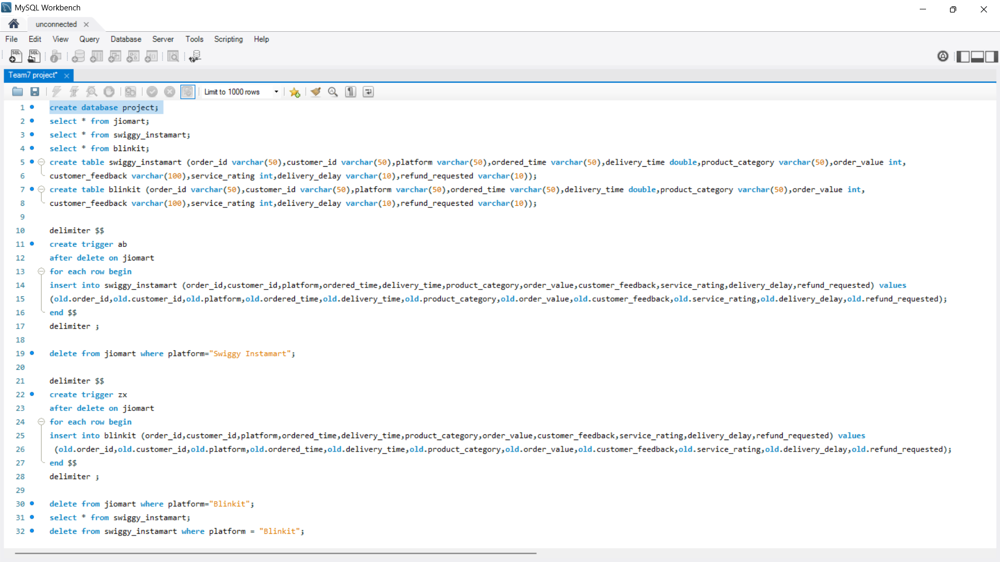 MySQL Workbench
unconnected
File Edit View Query Database Server Tools Scripting Help
Team7 project*
Limit to 1000 rows
1 create database project;
2 select * from jiomart;
3 select * from swiggy_instamart;
4 select * from blinkit;
5 create table swiggy_instamart (order_id varchar(50),customer_id varchar(50),platform varchar(50),ordered_time varchar(50),delivery_time double,product_category varchar(50),order_value int,
6 customer_feedback varchar(100),service_rating int,delivery_delay varchar(10),refund_requested varchar(10));
7 create table blinkit (order_id varchar(50),customer_id varchar(50),platform varchar(50),ordered_time varchar(50),delivery_time double,product_category varchar(50),order_value int,
8 customer_feedback varchar(100),service_rating int,delivery_delay varchar(10),refund_requested varchar(10));
9
10 delimiter $$
11 create trigger ab
12 after delete on jiomart
13 for each row begin
14 insert into swiggy_instamart (order_id,customer_id,platform,ordered_time,delivery_time,product_category,order_value,customer_feedback,service_rating,delivery_delay,refund_requested) values
15 (old.order_id,old.customer_id,old.platform,old.ordered_time,old.delivery_time,old.product_category,old.order_value,old.customer_feedback,old.service_rating,old.delivery_delay,old.refund_requested);
16 end $$
17 delimiter ;
18
19 delete from jiomart where platform="Swiggy Instamart";
20
21 delimiter $$
22 create trigger zx
23 after delete on jiomart
24 for each row begin
25 insert into blinkit (order_id,customer_id,platform,ordered_time,delivery_time,product_category,order_value,customer_feedback,service_rating,delivery_delay,refund_requested) values
26 (old.order_id,old.customer_id,old.platform,old.ordered_time,old.delivery_time,old.product_category,old.order_value,old.customer_feedback,old.service_rating,old.delivery_delay,old.refund_requested);
27 end $$
28 delimiter ;
29
30 delete from jiomart where platform="Blinkit";
31 select * from swiggy_instamart;
32 delete from swiggy_instamart where platform = "Blinkit";